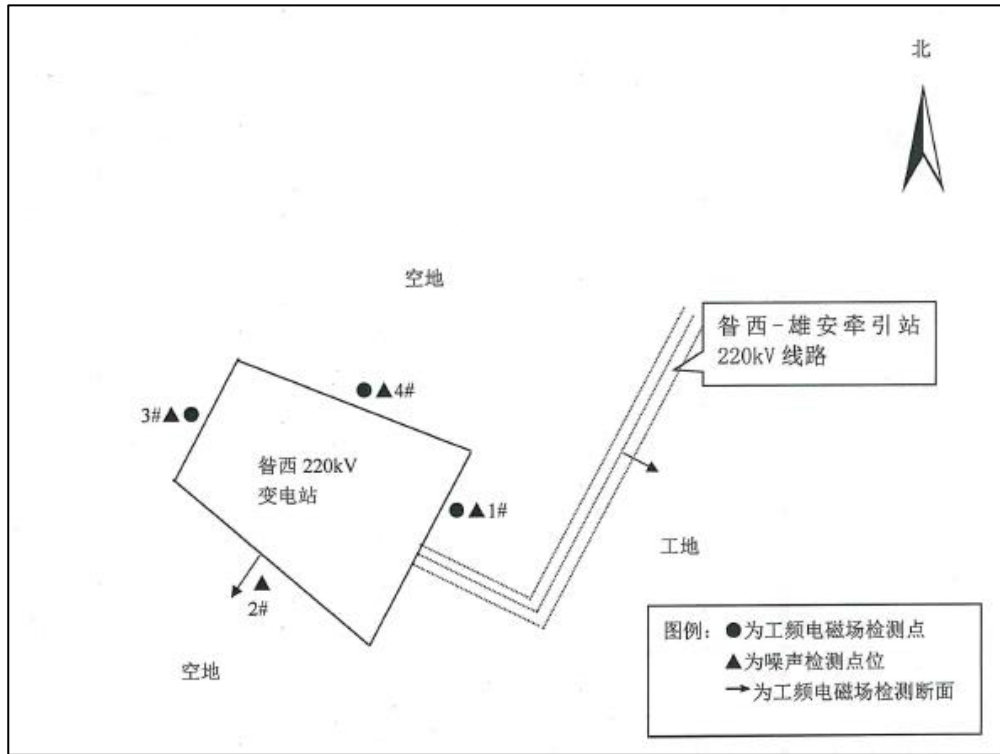 北
空地
昝西-雄安牵引站
220kV 线路
4#
3#
昝西 220kV
变电站
1#
工地
2#
空地
图例：●为工频电磁场检测点
▲为噪声检测点位
→为工频电磁场检测断面